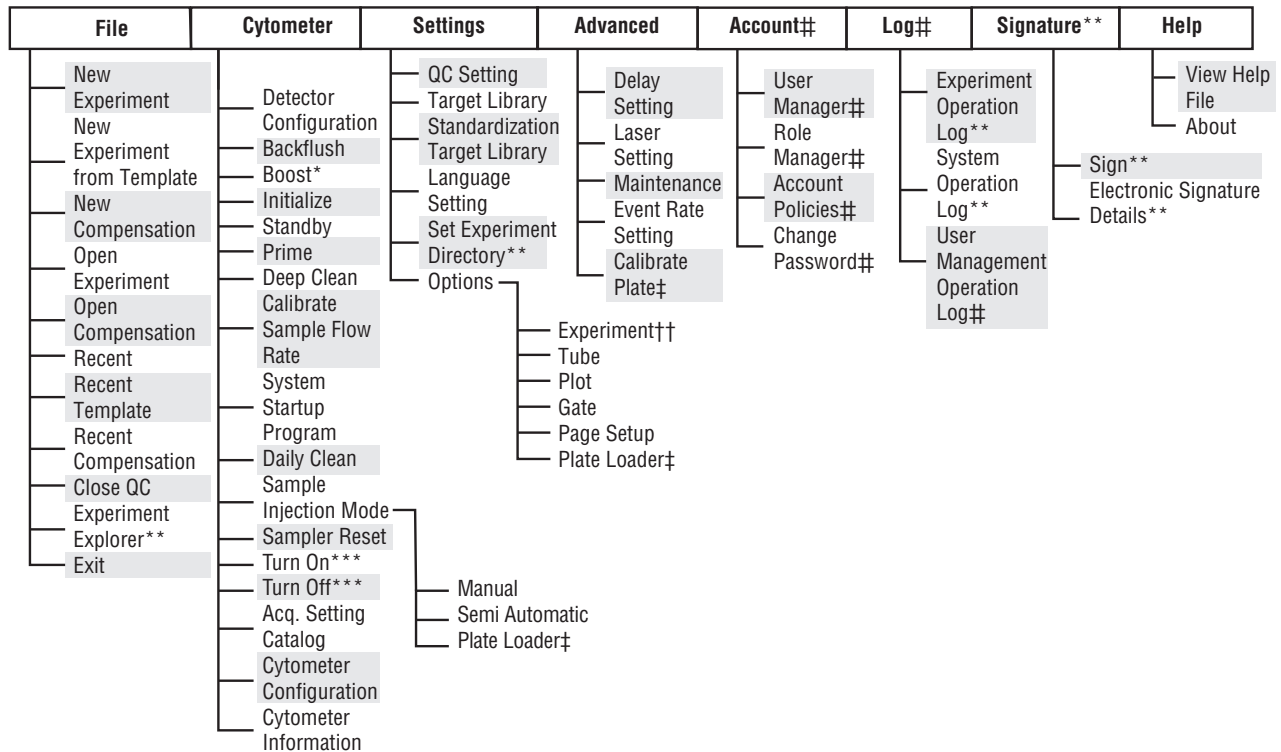 File
Cytometer
Settings
Advanced
Account⌗
Log⌗
Signature**
Help
New
Experiment
New
Experiment
from Template
New
Compensation
Open
Experiment
Open
Compensation
Recent
Recent
Template
Recent
Compensation
Close QC
Experiment
Explorer**
Exit
Detector
Configuration
Backflush
Boost*
Initialize
Standby
Prime
Deep Clean
Calibrate
Sample Flow
Rate
System
Startup
Program
Daily Clean
Sample
Injection Mode
Sampler Reset
Turn On***
Turn Off***
Acq. Setting
Catalog
Cytometer
Configuration
Cytometer
Information
Manual
Semi Automatic
Plate Loader‡
QC Setting
Target Library
Standardization
Target Library
Language
Setting
Set Experiment
Directory**
Options
Experiment††
Tube
Plot
Gate
Page Setup
Plate Loader‡
Delay
Setting
Laser
Setting
Maintenance
Event Rate
Setting
Calibrate
Plate‡
User
Manager⌗
Role
Manager⌗
Account
Policies⌗
Change
Password⌗
Experiment
Operation
Log**
System
Operation
Log**
User
Management
Operation
Log⌗
Sign**
Electronic Signature
Details**
View Help
File
About